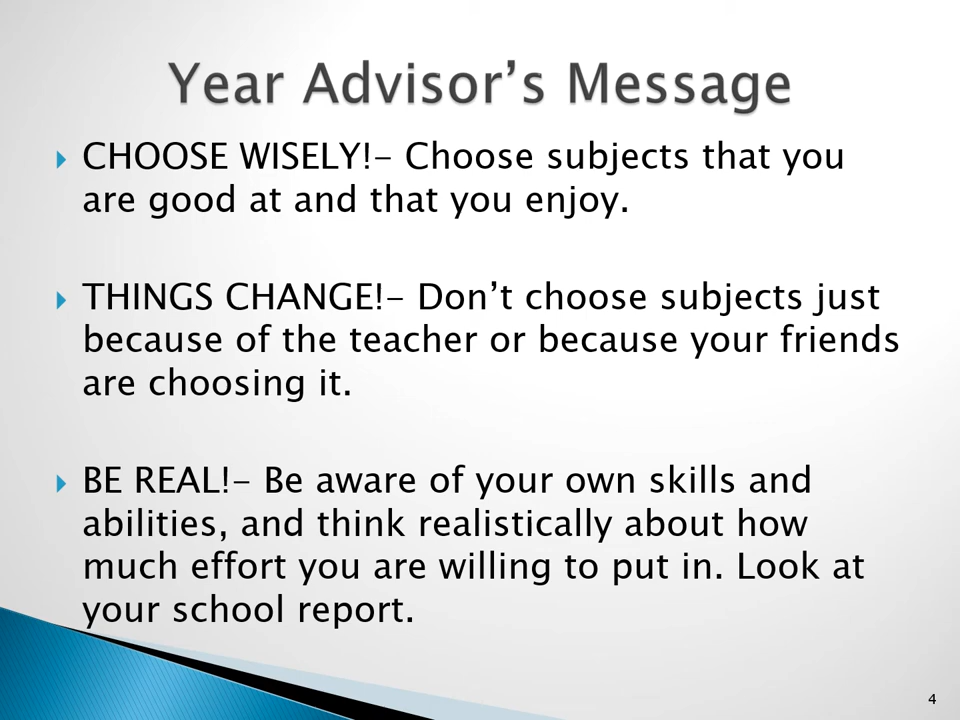 Year Advisor’s Message
CHOOSE WISELY!- Choose subjects that you
are good at and that you enjoy.
THINGS CHANGE!- Don’t choose subjects just
because of the teacher or because your friends
are choosing it.
BE REAL!- Be aware of your own skills and
abilities, and think realistically about how
much effort you are willing to put in. Look at
your school report.
4